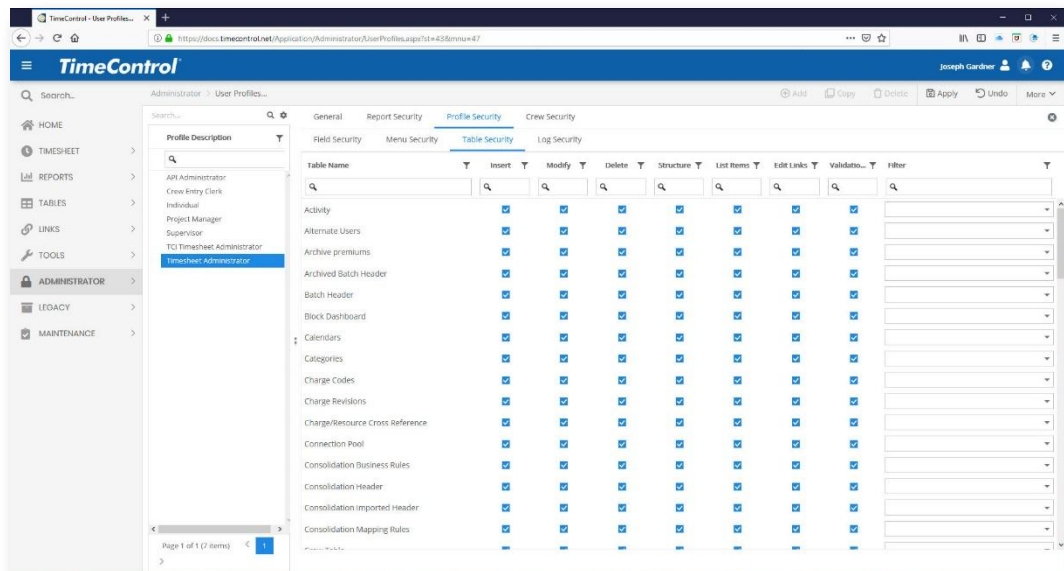 TimeControl - User Profiles...
https://docs.timecontrol.net/Application/Administrator/UserProfiles.aspx?st=43&mnu=47
TimeControl
Joseph Gardner
Search...
Administrator > User Profiles...
Add Copy Delete Apply Undo More
HOME
TIMESHEET
REPORTS
TABLES
LINKS
TOOLS
ADMINISTRATOR
LEGACY
MAINTENANCE
Search...
Profile Description
API Administrator
Crew Entry Clerk
Individual
Project Manager
Supervisor
TCI Timesheet Administrator
Timesheet Administrator
Page 1 of 1 (7 items) 1
General Report Security Profile Security Crew Security
Field Security Menu Security Table Security Log Security
Table Name Insert Modify Delete Structure List Items Edit Links Validatio... Filter
Activity
Alternate Users
Archive premiums
Archived Batch Header
Batch Header
Block Dashboard
Calendars
Categories
Charge Codes
Charge Revisions
Charge/Resource Cross Reference
Connection Pool
Consolidation Business Rules
Consolidation Header
Consolidation Imported Header
Consolidation Mapping Rules